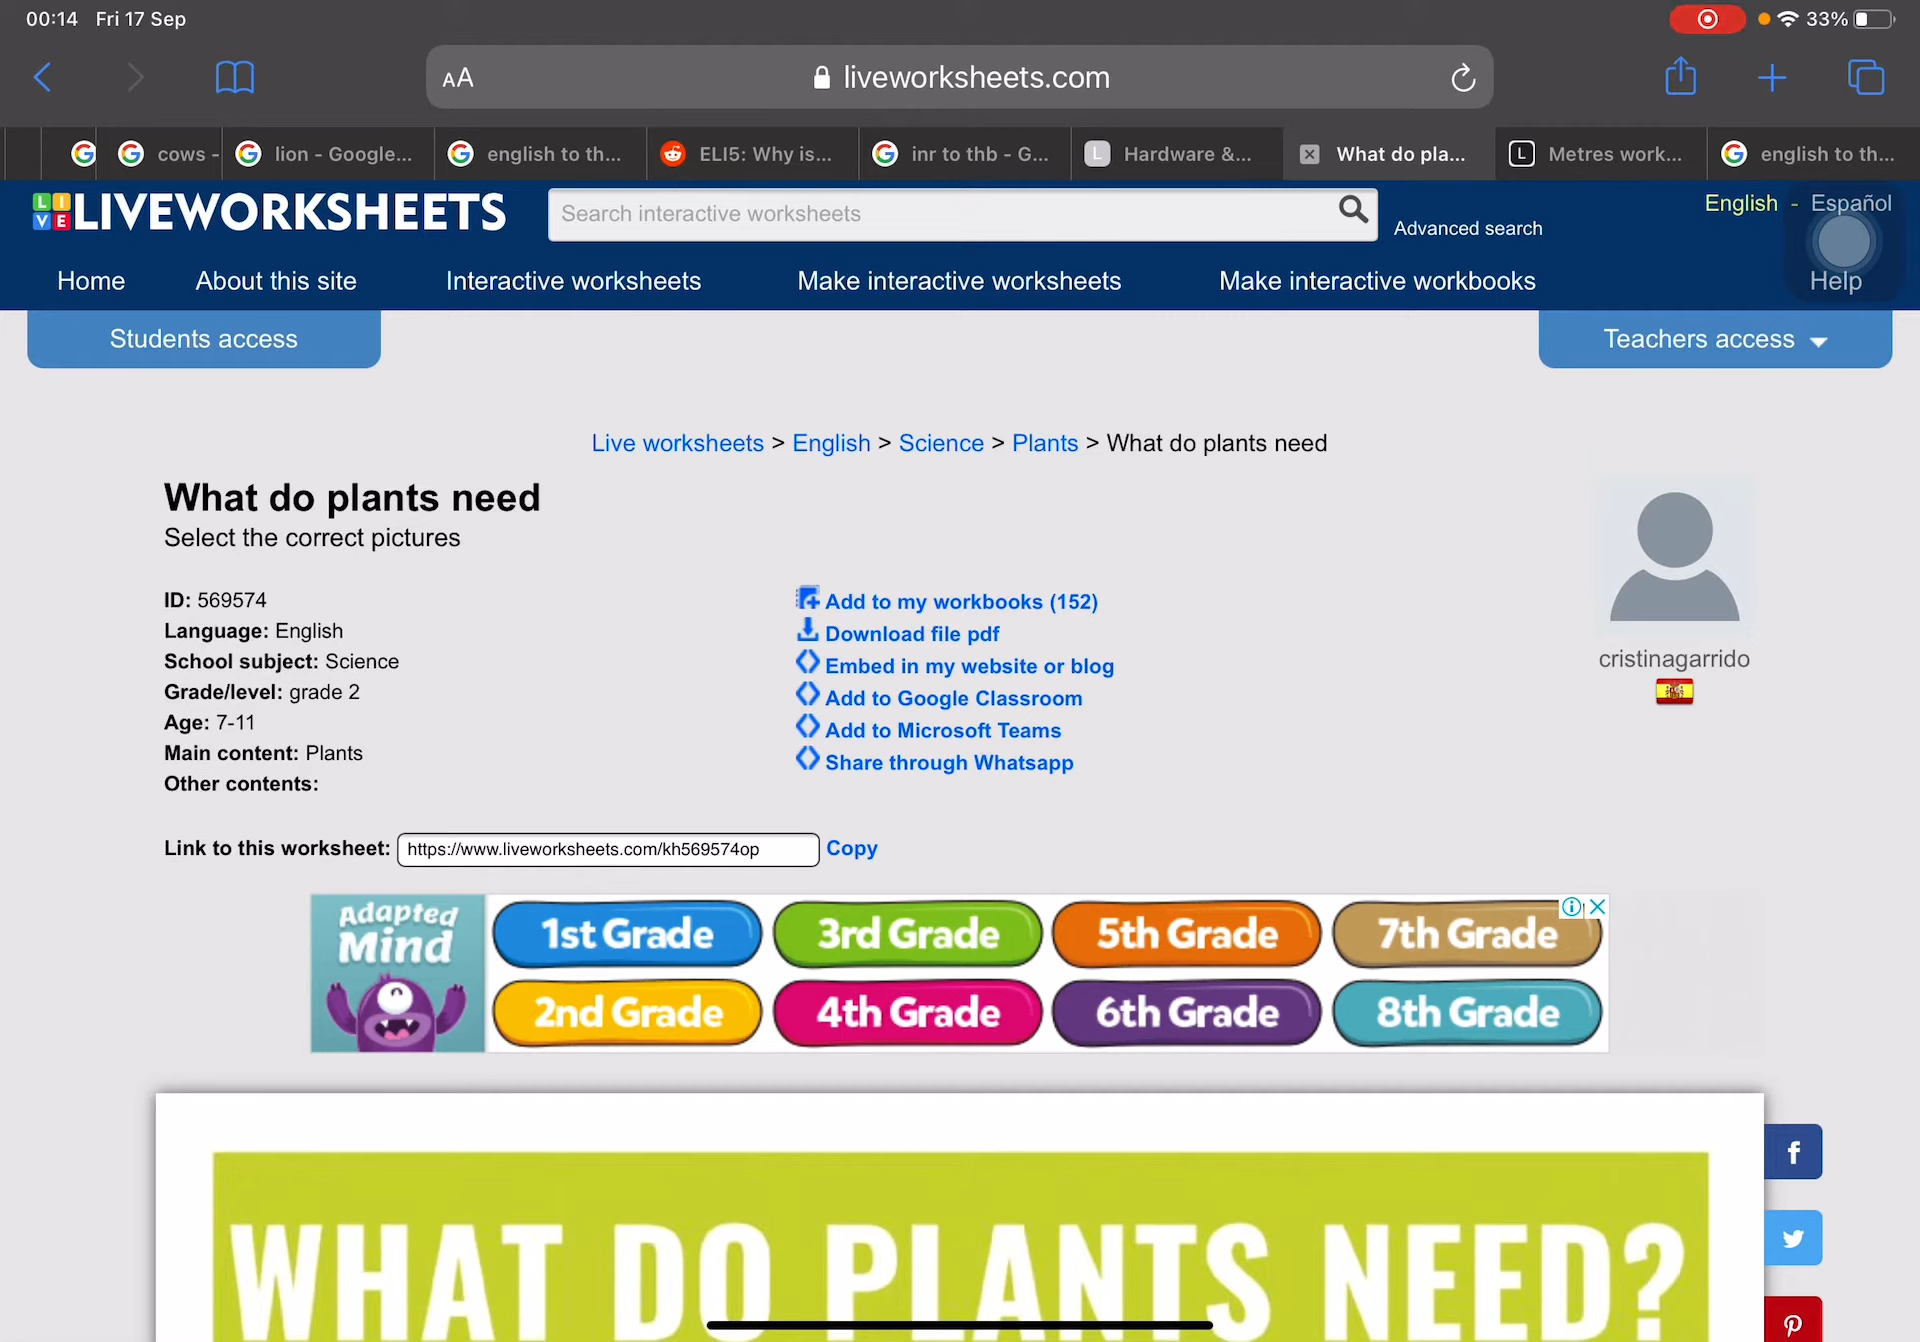 00:14 Fri 17 Sep
33%
AA liveworksheets.com
cows -
lion - Google...
english to th...
ELI5: Why is...
inr to thb - G...
L Hardware &...
What do pla...
L Metres work...
english to th...
LIVE LIVEWORKSHEETS
Search interactive worksheets
Advanced search
English - Español
Home About this site Interactive worksheets Make interactive worksheets Make interactive workbooks Help
Students access
Teachers access
Live worksheets > English > Science > Plants > What do plants need
What do plants need
Select the correct pictures
ID: 569574
Language: English
School subject: Science
Grade/level: grade 2
Age: 7-11
Main content: Plants
Other contents:
Add to my workbooks (152)
Download file pdf
Embed in my website or blog
Add to Google Classroom
Add to Microsoft Teams
Share through Whatsapp
cristinagarrido
Link to this worksheet: https://www.liveworksheets.com/kh569574op Copy
Adapted
Mind
1st Grade 3rd Grade 5th Grade 7th Grade
2nd Grade 4th Grade 6th Grade 8th Grade
WHAT DO PLANTS NEED?